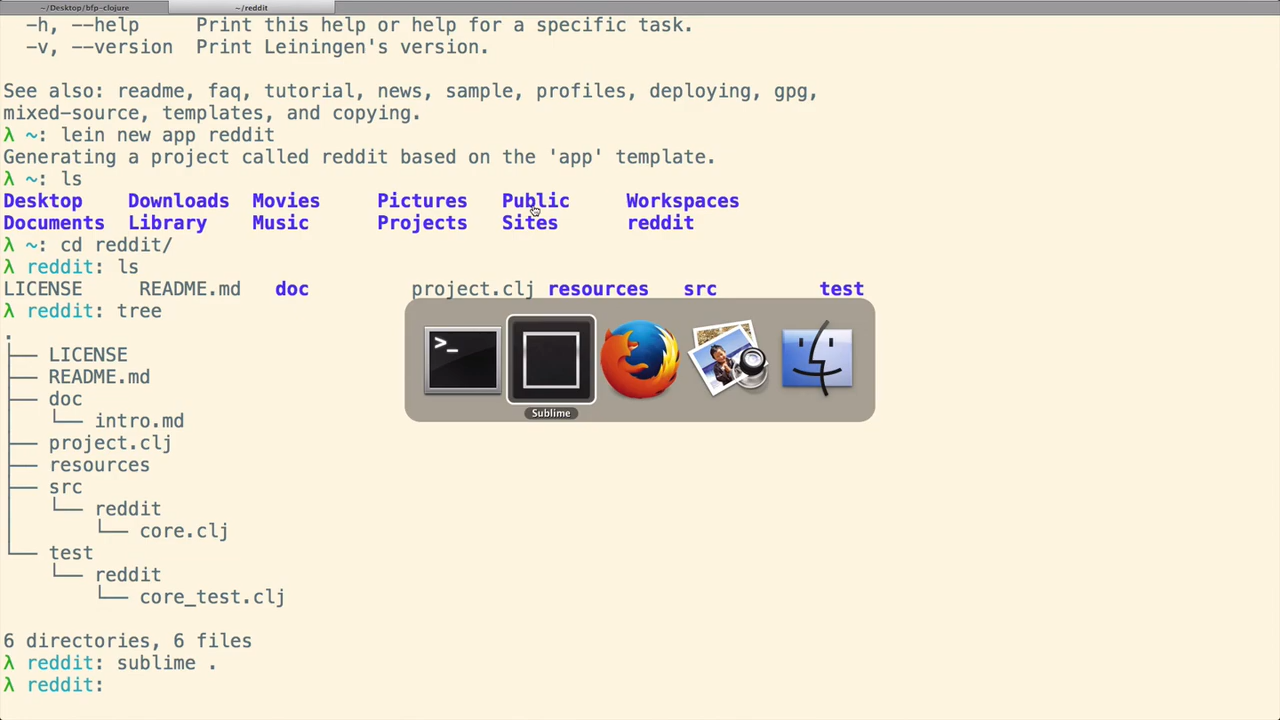 ~/Desktop/bfp-clojure ~/reddit
-h, --help Print this help or help for a specific task.
-v, --version Print Leiningen's version.
See also: readme, faq, tutorial, news, sample, profiles, deploying, gpg,
mixed-source, templates, and copying.
λ ~: lein new app reddit
Generating a project called reddit based on the 'app' template.
λ ~: ls
Desktop Downloads Movies Pictures Public Workspaces
Documents Library Music Projects Sites reddit
λ ~: cd reddit/
λ reddit: ls
LICENSE README.md doc project.clj resources src test
λ reddit: tree
.
├── LICENSE
├── README.md
├── doc
│   └── intro.md
├── project.clj
├── resources
├── src
│   └── reddit
│       └── core.clj
└── test
    └── reddit
        └── core_test.clj
6 directories, 6 files
λ reddit: sublime .
λ reddit:
>_
Sublime